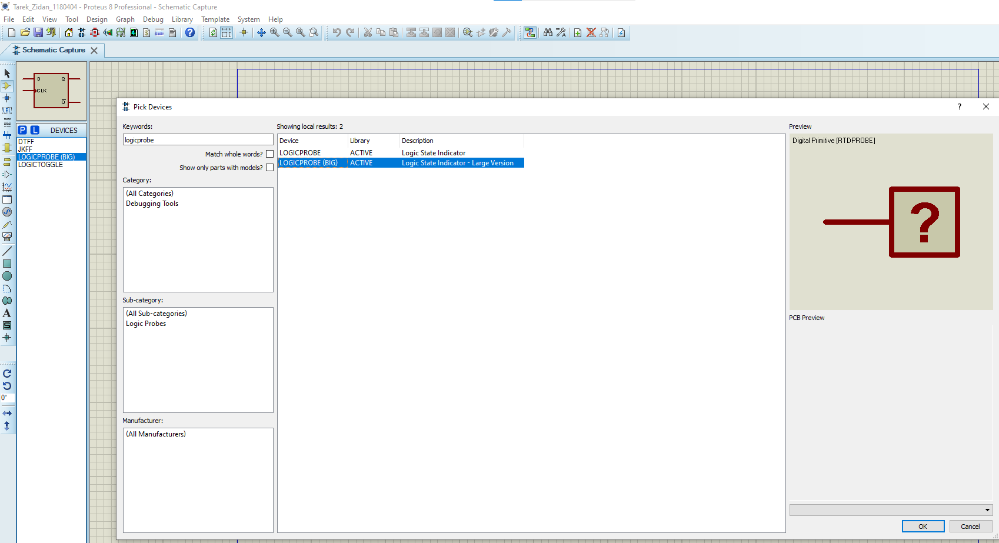 Tarek_Zidan_1180404 - Proteus 8 Professional - Schematic Capture
File Edit View Tool Design Graph Debug Library Template System Help
Schematic Capture
D Q
CLK
Q
P L DEVICES
DTFF
JKFF
LOGICPROBE (BIG)
LOGICTOGGLE
LBL
A
S
0°
Pick Devices
?
Keywords:
logicprobe
Match whole words?
Show only parts with models?
Category:
(All Categories)
Debugging Tools
Sub-category:
(All Sub-categories)
Logic Probes
Manufacturer:
(All Manufacturers)
Showing local results: 2
Device Library Description
LOGICPROBE ACTIVE Logic State Indicator
LOGICPROBE (BIG) ACTIVE Logic State Indicator - Large Version
Preview
Digital Primitive [RTDPROBE]
?
PCB Preview
OK Cancel